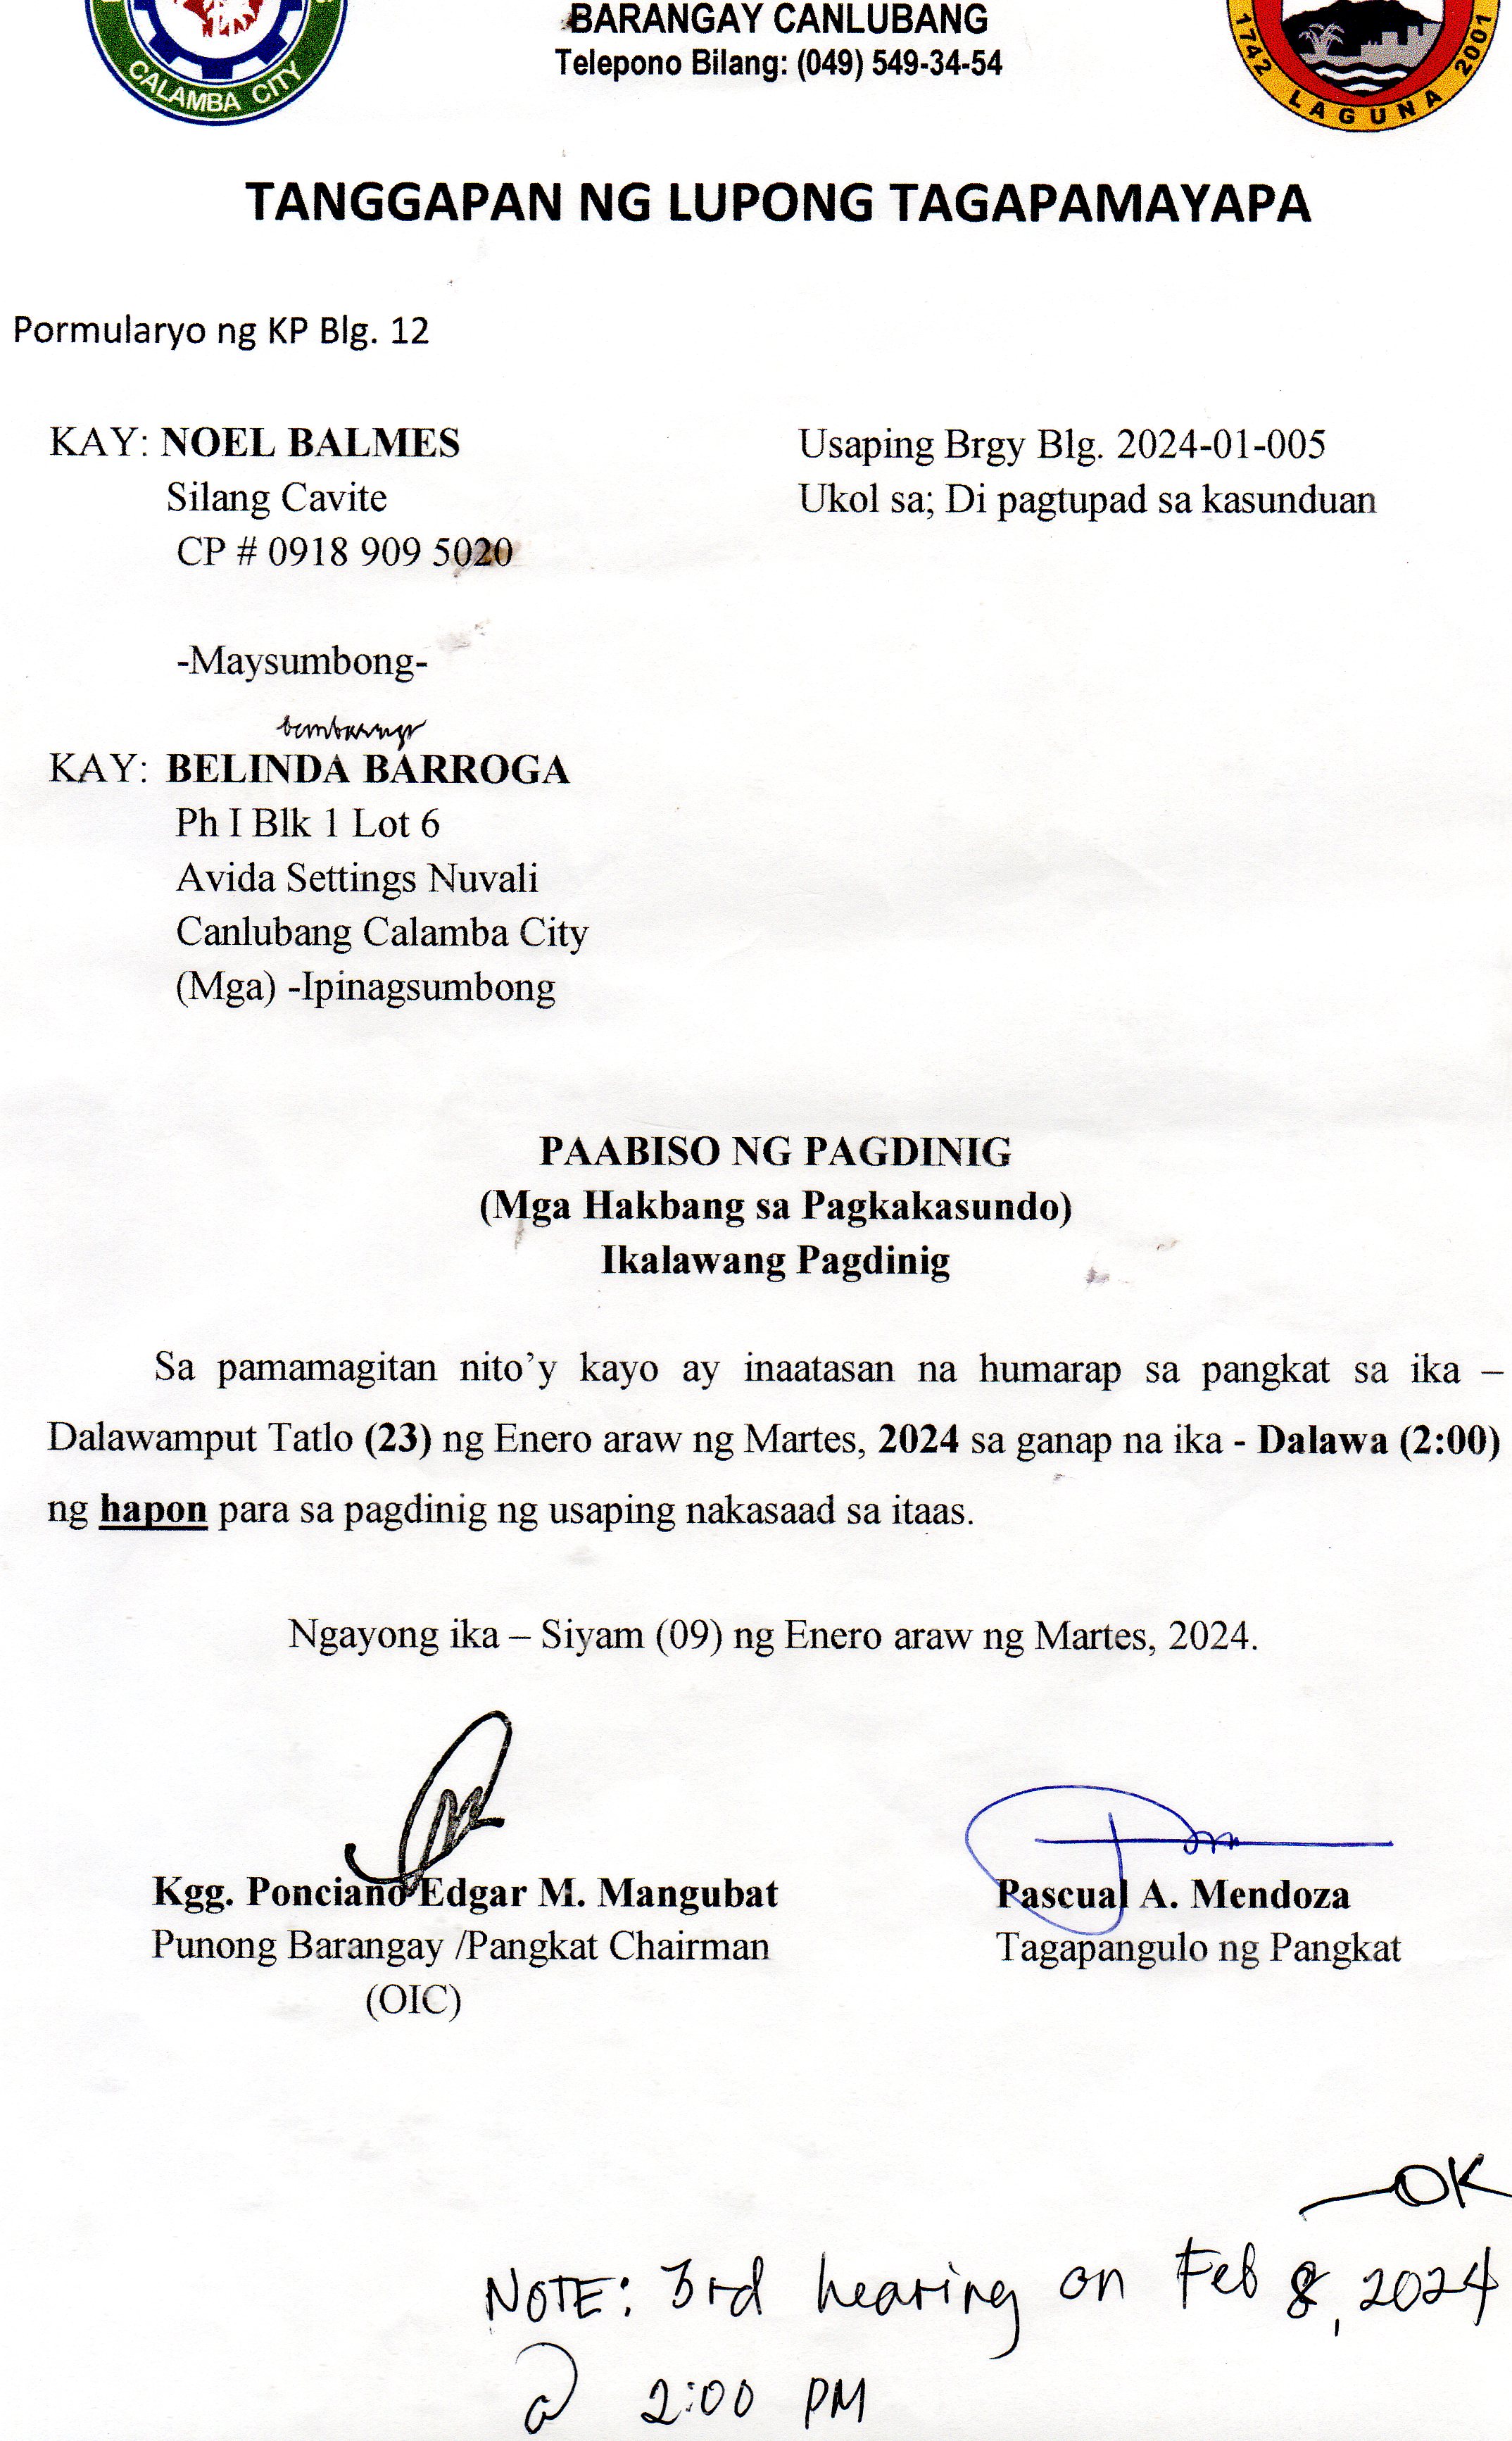 BARANGAY CANLUBANG
Telepono Bilang: (049) 549-34-54
CALAMBA CITY
1742 LAGUNA 2001
TANGGAPAN NG LUPONG TAGAPAMAYAPA
Pormularyo ng KP Blg. 12
KAY: NOEL BALMES
Silang Cavite
CP # 0918 909 5020
Usaping Brgy Blg. 2024-01-005
Ukol sa; Di pagtupad sa kasunduan
-Maysumbong-
KAY: BELINDA BARROGA
Ph I Blk 1 Lot 6
Avida Settings Nuvali
Canlubang Calamba City
(Mga) -Ipinagsumbong
PAABISO NG PAGDINIG
(Mga Hakbang sa Pagkakasundo)
Ikalawang Pagdinig
Sa pamamagitan nito’y kayo ay inaatasan na humarap sa pangkat sa ika –
Dalawamput Tatlo (23) ng Enero araw ng Martes, 2024 sa ganap na ika - Dalawa (2:00)
ng hapon para sa pagdinig ng usaping nakasaad sa itaas.
Ngayong ika – Siyam (09) ng Enero araw ng Martes, 2024.
Kgg. Ponciano Edgar M. Mangubat
Punong Barangay /Pangkat Chairman
(OIC)
Pascual A. Mendoza
Tagapangulo ng Pangkat
OK
NOTE: 3rd hearing on Feb 8, 2024
@ 2:00 PM